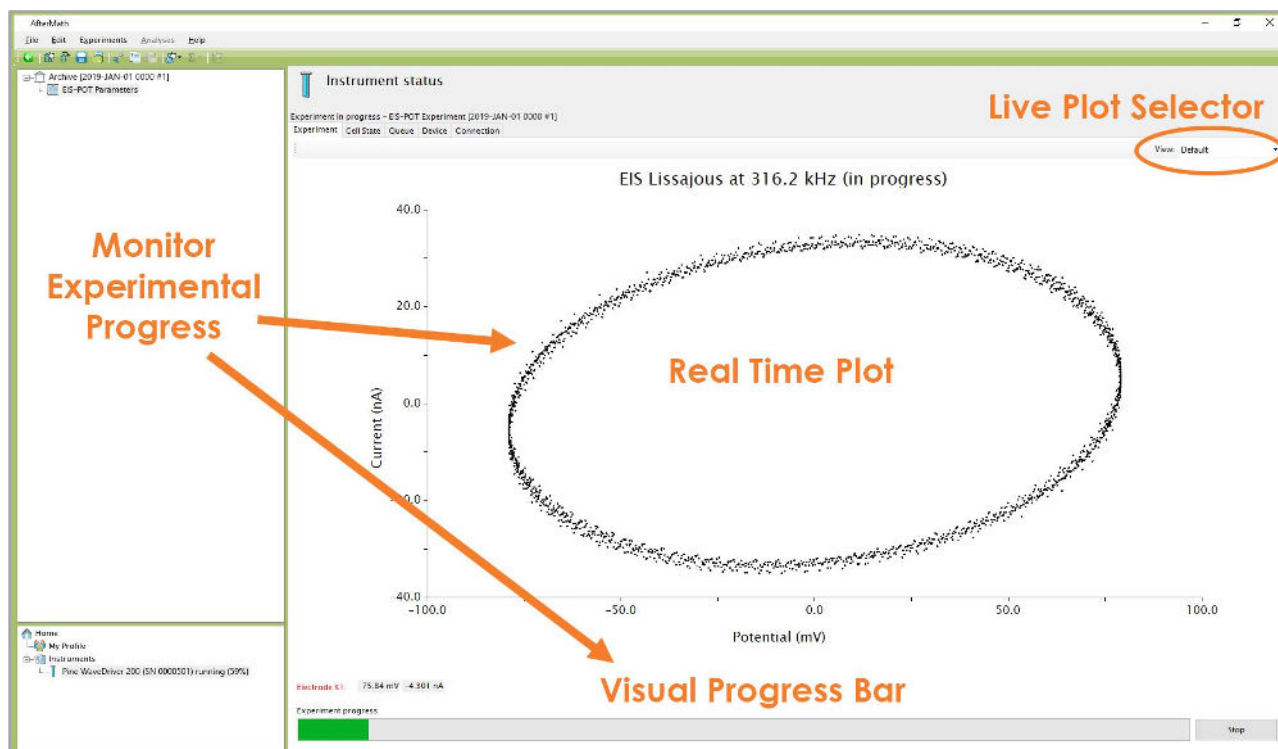 AfterMath
File Edit Experiments Analyses Help
Archive [2019-JAN-01 0000 #1]
EIS-POT Parameters
Instrument status
Experiment in progress - EIS-POT Experiment [2019-JAN-01 0000 #1]
Experiment Cell State Queue Device Connection
Live Plot Selector
View: Default
EIS Lissajous at 316.2 kHz (in progress)
Monitor
Experimental
Progress
Real Time Plot
40.0
20.0
0.0
-40.0
Current (nA)
-100.0 -50.0 0.0 50.0 100.0
Potential (mV)
Home
My Profile
Instruments
Pine WaveDriver 200 (SN 0000501) running (59%)
Electrode K1: 75.84 mV -4.301 nA
Visual Progress Bar
Experiment progress
Stop